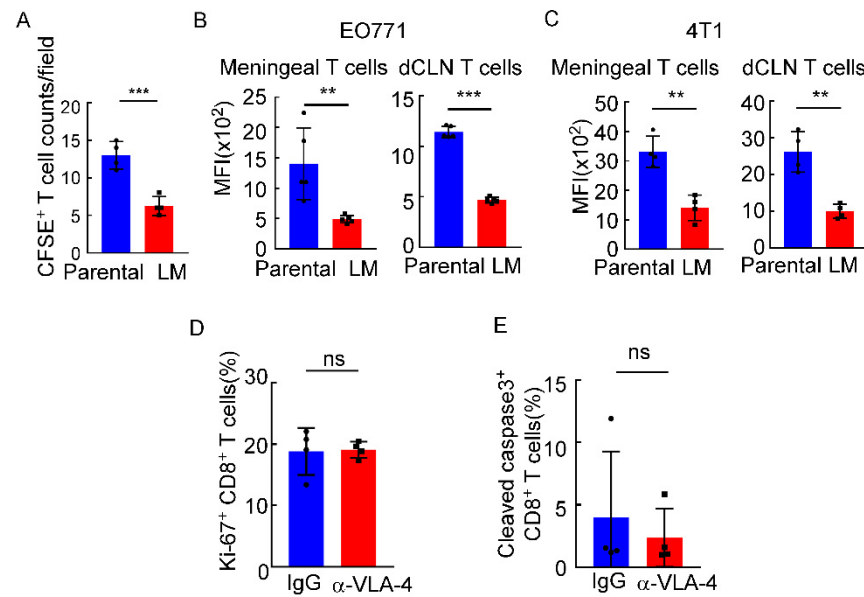 A
CFSE⁺ T cell counts/field
20
15
10
5
0
***
Parental LM
B
EO771
Meningeal T cells
MFI(x10²)
25
20
15
10
5
0
**
Parental LM
dCLN T cells
15
10
5
0
***
Parental LM
C
4T1
Meningeal T cells
MFI(x10²)
50
40
30
20
10
0
**
Parental LM
dCLN T cells
40
30
20
10
0
**
Parental LM
D
Ki-67⁺ CD8⁺ T cells(%)
30
20
10
0
ns
IgG α-VLA-4
E
Cleaved caspase3⁺
CD8⁺ T cells(%)
15
10
5
0
ns
IgG α-VLA-4